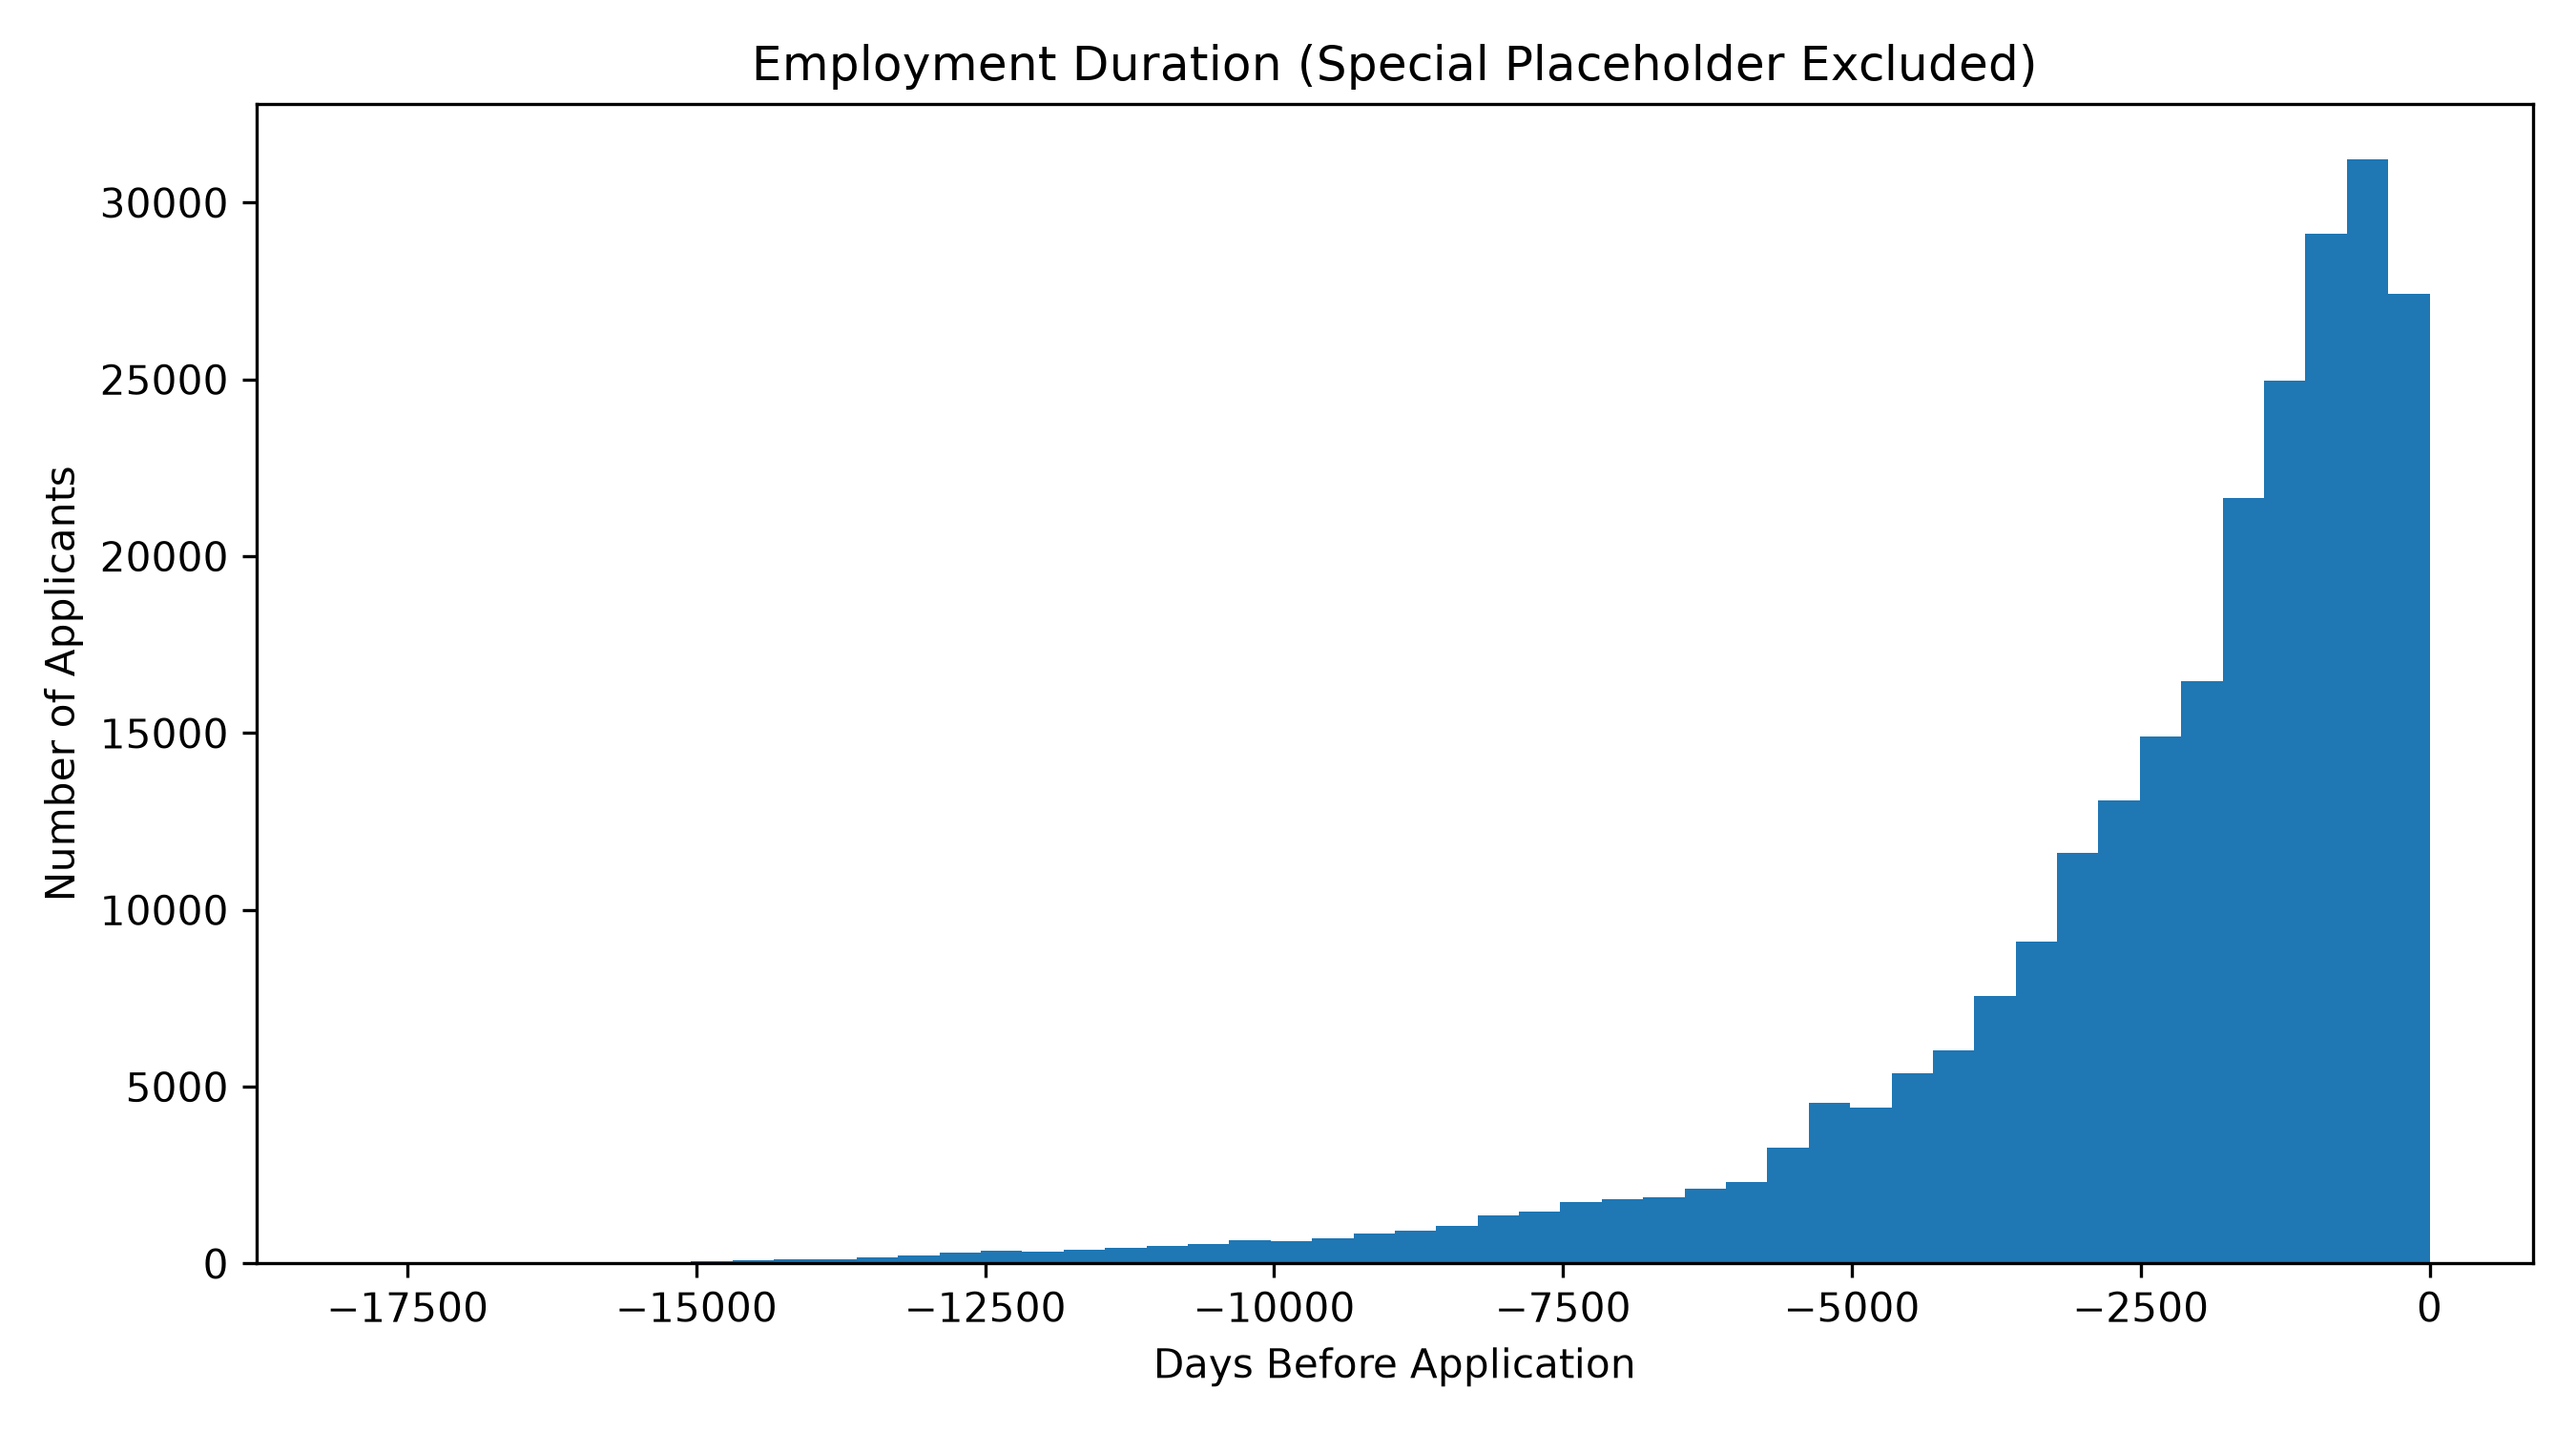 Employment Duration (Special Placeholder Excluded)
Number of Applicants
30000
25000
20000
15000
10000
5000
0
−17500 −15000 −12500 −10000 −7500 −5000 −2500 0
Days Before Application